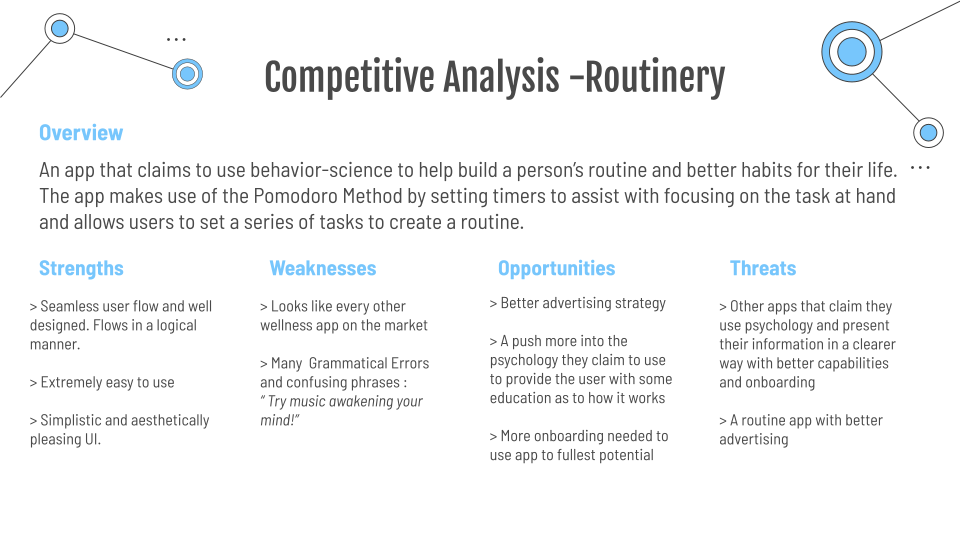 Competitive Analysis –Routinery
Overview
An app that claims to use behavior-science to help build a person’s routine and better habits for their life.
The app makes use of the Pomodoro Method by setting timers to assist with focusing on the task at hand
and allows users to set a series of tasks to create a routine.
Strengths
> Seamless user flow and well
designed. Flows in a logical
manner.
> Extremely easy to use
> Simplistic and aesthetically
pleasing UI.
Weaknesses
> Looks like every other
wellness app on the market
> Many  Grammatical Errors
and confusing phrases :
“ Try music awakening your
mind!”
Opportunities
> Better advertising strategy
> A push more into the
psychology they claim to use
to provide the user with some
education as to how it works
> More onboarding needed to
use app to fullest potential
Threats
> Other apps that claim they
use psychology and present
their information in a clearer
way with better capabilities
and onboarding
> A routine app with better
advertising